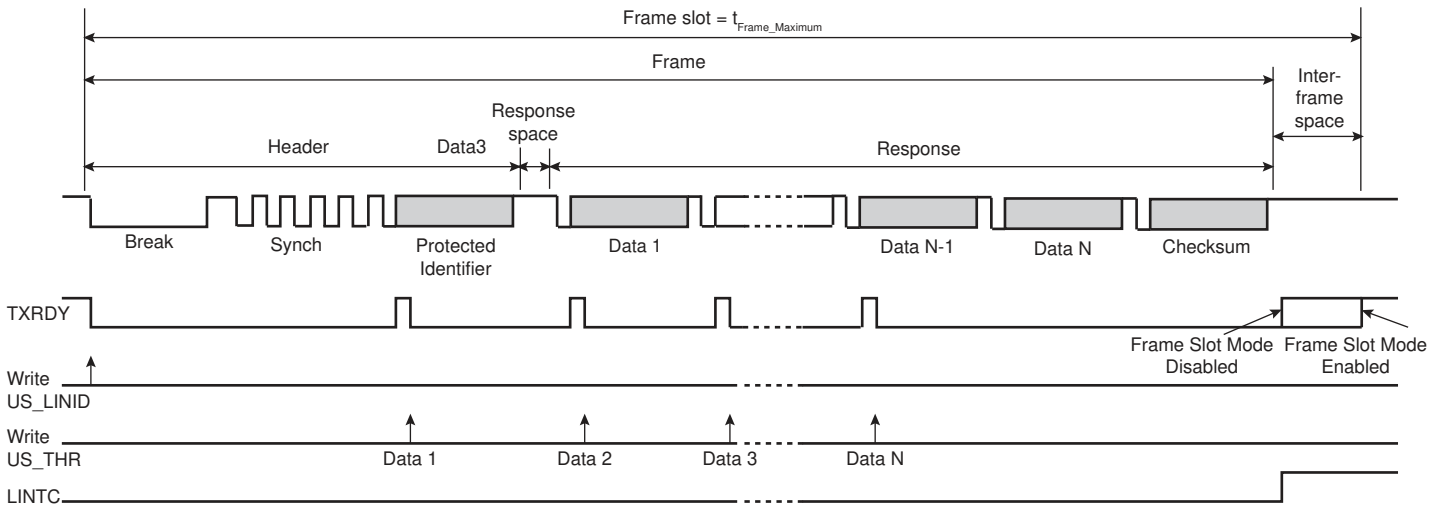 Frame slot = tFrame_Maximum
Frame
Inter-
frame
space
Response
space
Header
Data3
Response
Break
Synch
Protected
Identifier
Data 1
Data N-1
Data N
Checksum
TXRDY
Frame Slot Mode
Disabled
Frame Slot Mode
Enabled
Write
US_LINID
Write
US_THR
Data 1
Data 2
Data 3
Data N
LINTC